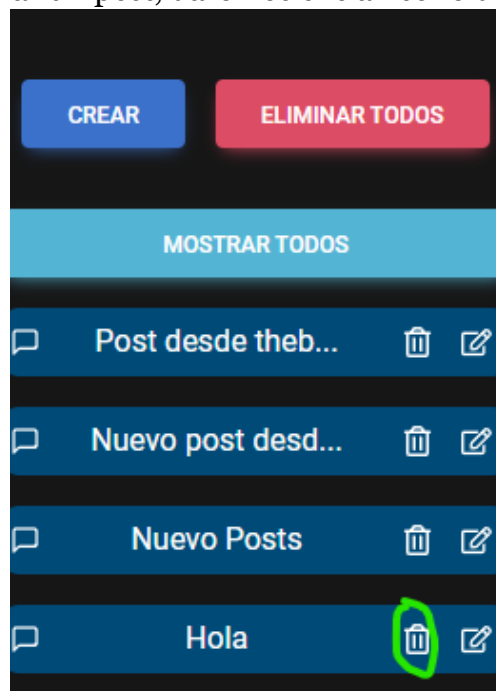 CREAR ELIMINAR TODOS
MOSTRAR TODOS
Post desde theb...
Nuevo post desd...
Nuevo Posts
Hola